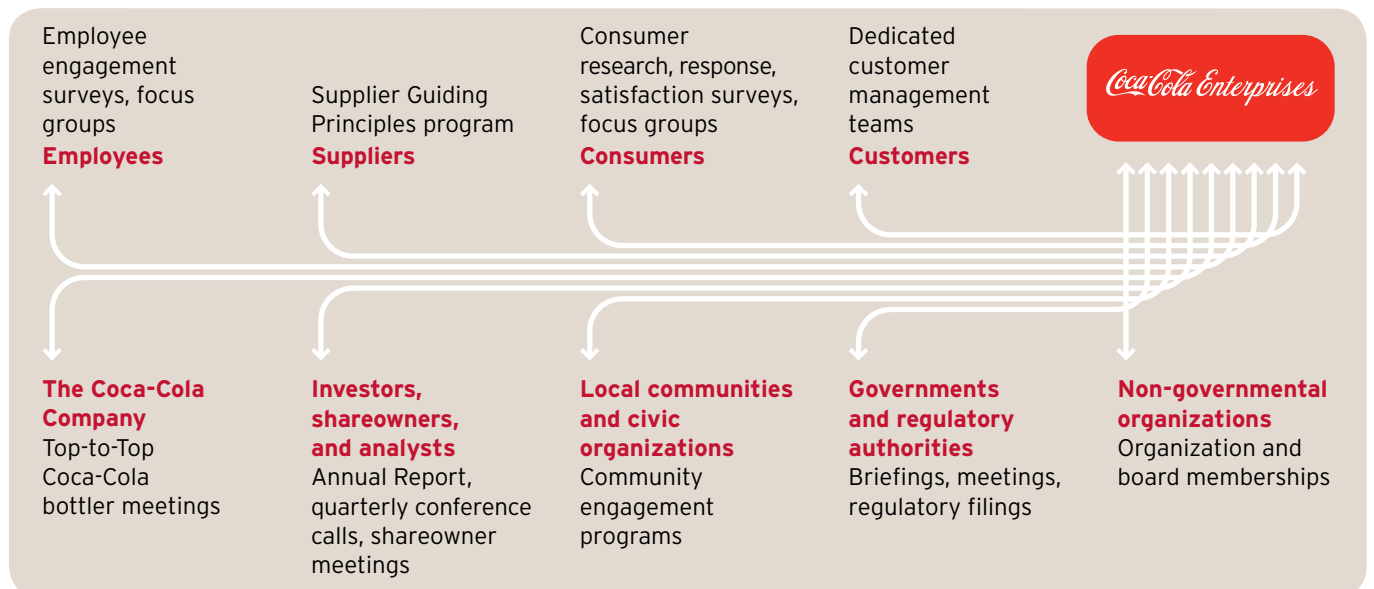 Employee
engagement
surveys, focus
groups
Employees
Supplier Guiding
Principles program
Suppliers
Consumer
research, response,
satisfaction surveys,
focus groups
Consumers
Dedicated
customer
management
teams
Customers
Coca-Cola Enterprises
The Coca-Cola
Company
Top-to-Top
Coca-Cola
bottler meetings
Investors,
shareowners,
and analysts
Annual Report,
quarterly conference
calls, shareowner
meetings
Local communities
and civic
organizations
Community
engagement
programs
Governments
and regulatory
authorities
Briefings, meetings,
regulatory filings
Non-governmental
organizations
Organization and
board memberships